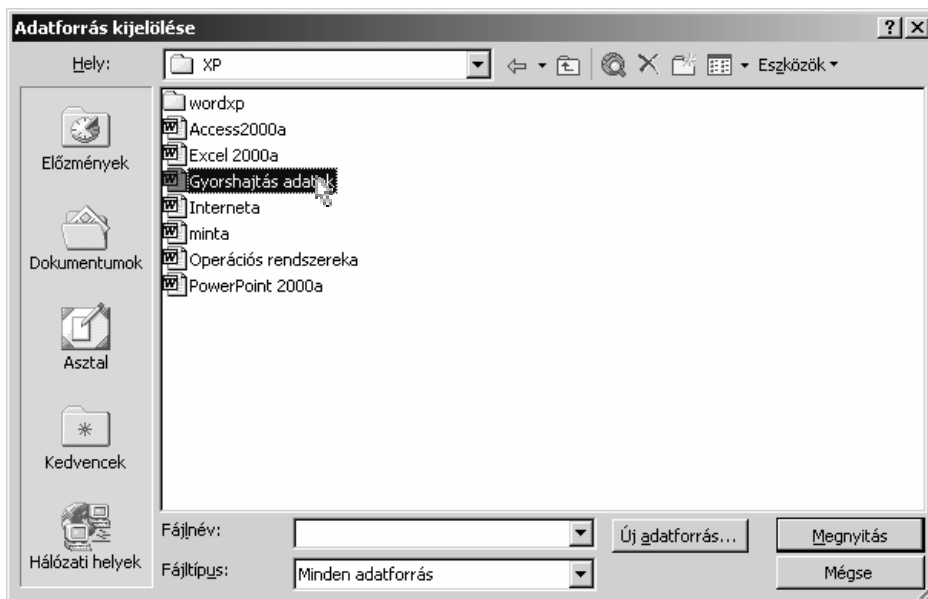 Adatforrás kijelölése
Hely:
XP
Eszközök
wordxp
Access2000a
Excel 2000a
Gyorshajtás adatok
Interneta
minta
Operációs rendszereka
PowerPoint 2000a
Előzmények
Dokumentumok
Asztal
Kedvencek
Hálózati helyek
Fájlnév:
Új adatforrás...
Megnyitás
Fájltípus:
Minden adatforrás
Mégse